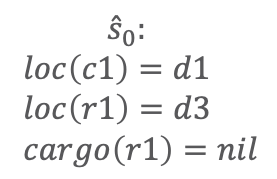 ŝ₀:
loc(c1) = d1
loc(r1) = d3
cargo(r1) = nil